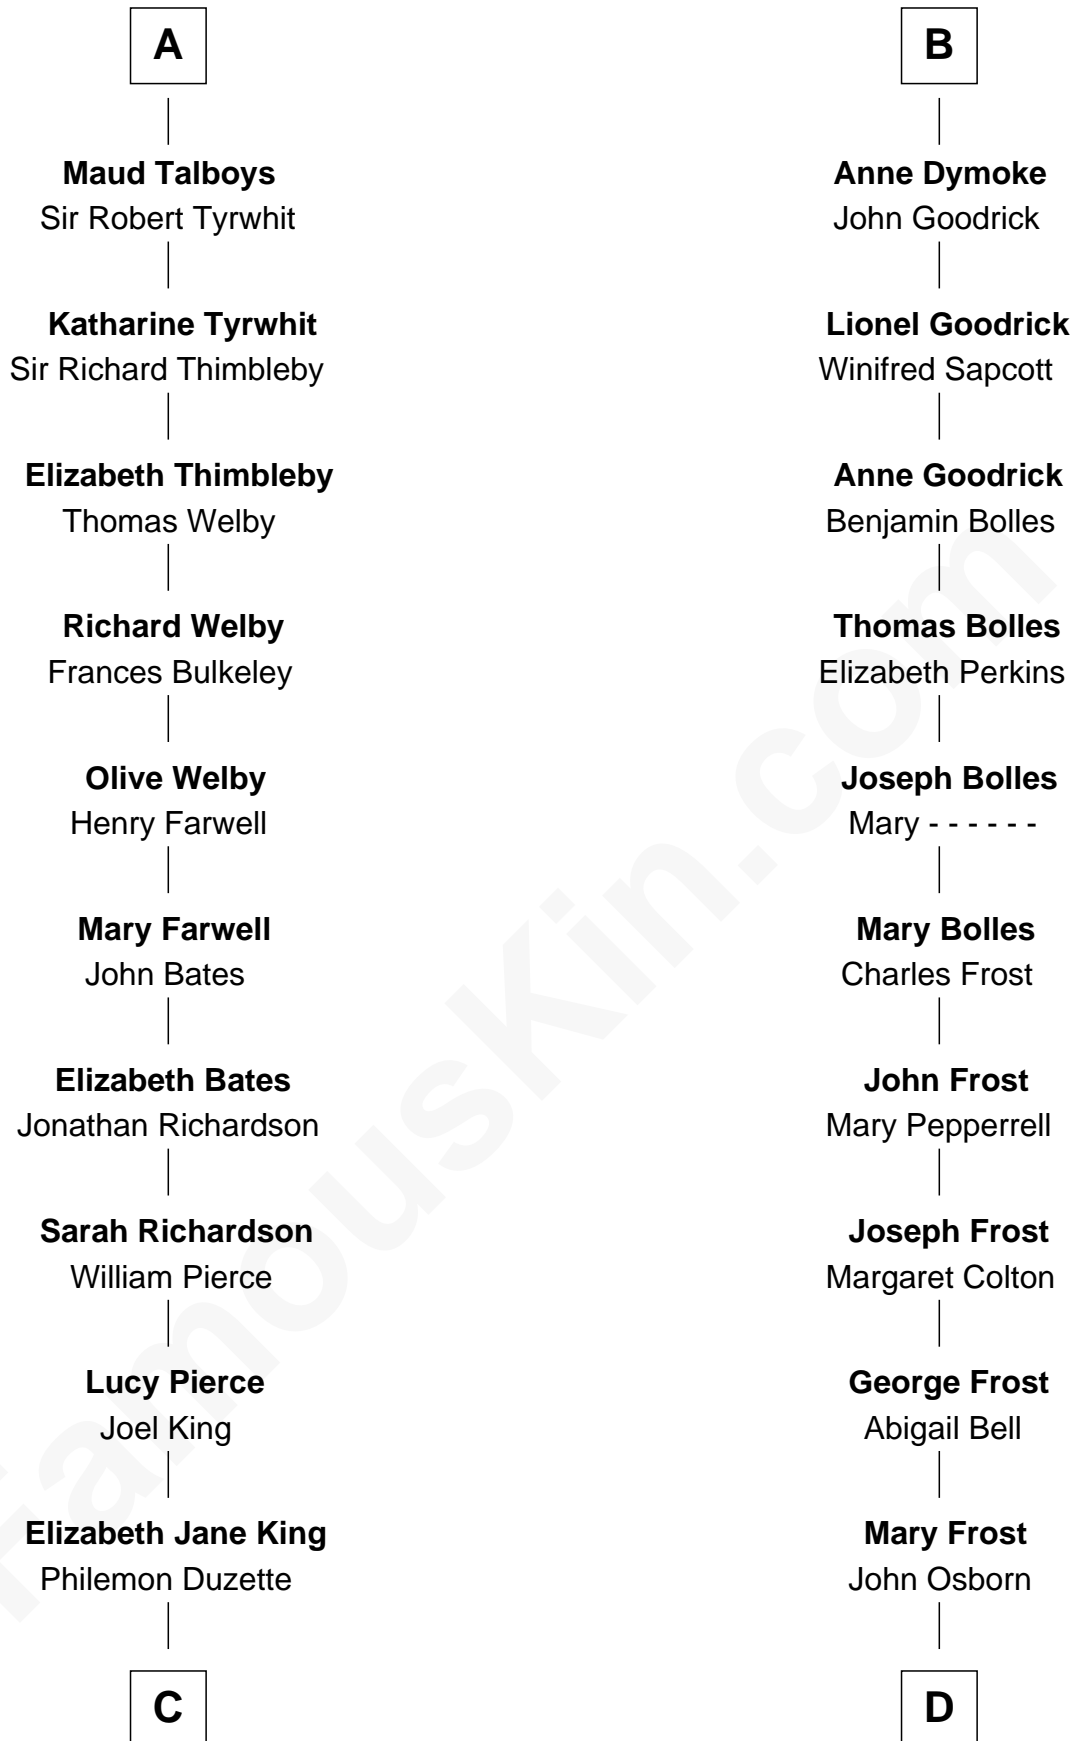 A
Maud Talboys
Sir Robert Tyrwhit
Katharine Tyrwhit
Sir Richard Thimbleby
Elizabeth Thimbleby
Thomas Welby
Richard Welby
Frances Bulkeley
Olive Welby
Henry Farwell
Mary Farwell
John Bates
Elizabeth Bates
Jonathan Richardson
Sarah Richardson
William Pierce
Lucy Pierce
Joel King
Elizabeth Jane King
Philemon Duzette
C
B
Anne Dymoke
John Goodrick
Lionel Goodrick
Winifred Sapcott
Anne Goodrick
Benjamin Bolles
Thomas Bolles
Elizabeth Perkins
Joseph Bolles
Mary - - - - - -
Mary Bolles
Charles Frost
John Frost
Mary Pepperrell
Joseph Frost
Margaret Colton
George Frost
Abigail Bell
Mary Frost
John Osborn
D
FamousKin.com